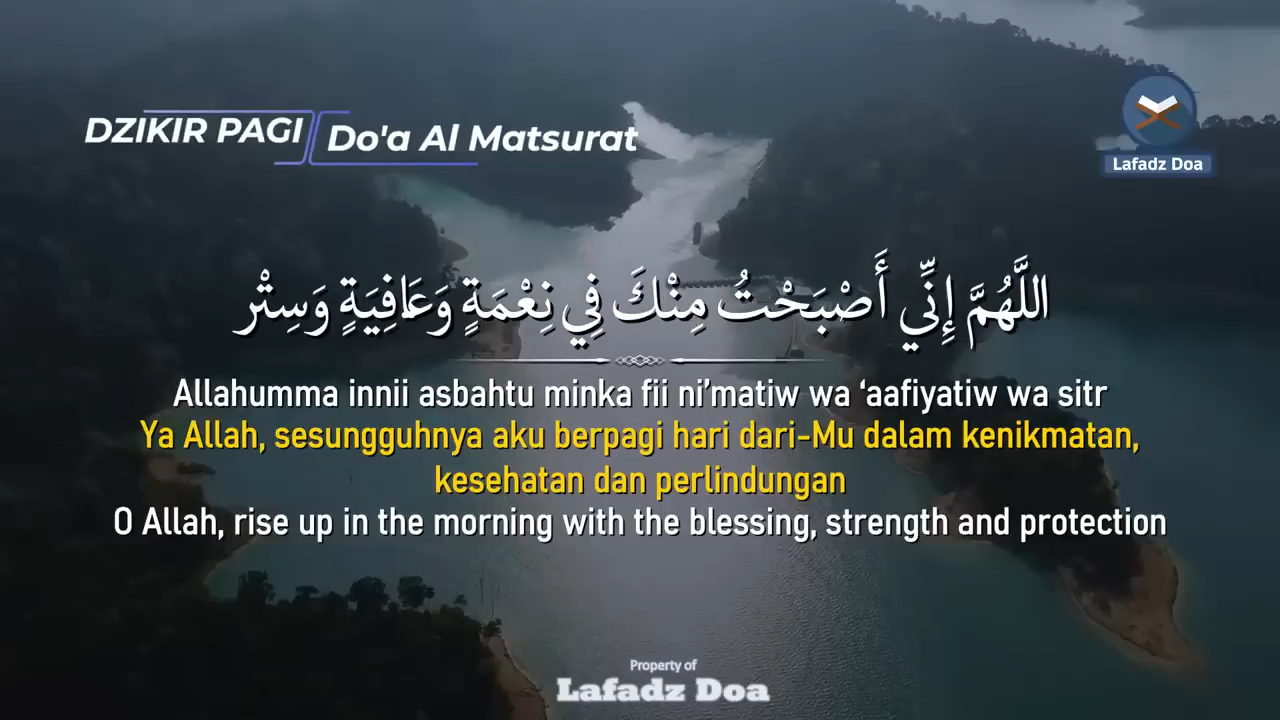 DZIKIR PAGI
Do'a Al Matsurat
Lafadz Doa
اللَّهُمَّ إِنِّي أَصْبَحْتُ مِنْكَ فِي نِعْمَةٍ وَعَافِيَةٍ وَسِتْر
Allahumma innii asbahtu minka fii ni’matiw wa ‘aafiyatiw wa sitr
Ya Allah, sesungguhnya aku berpagi hari dari-Mu dalam kenikmatan,
kesehatan dan perlindungan
O Allah, rise up in the morning with the blessing, strength and protection
Property of
Lafadz Doa